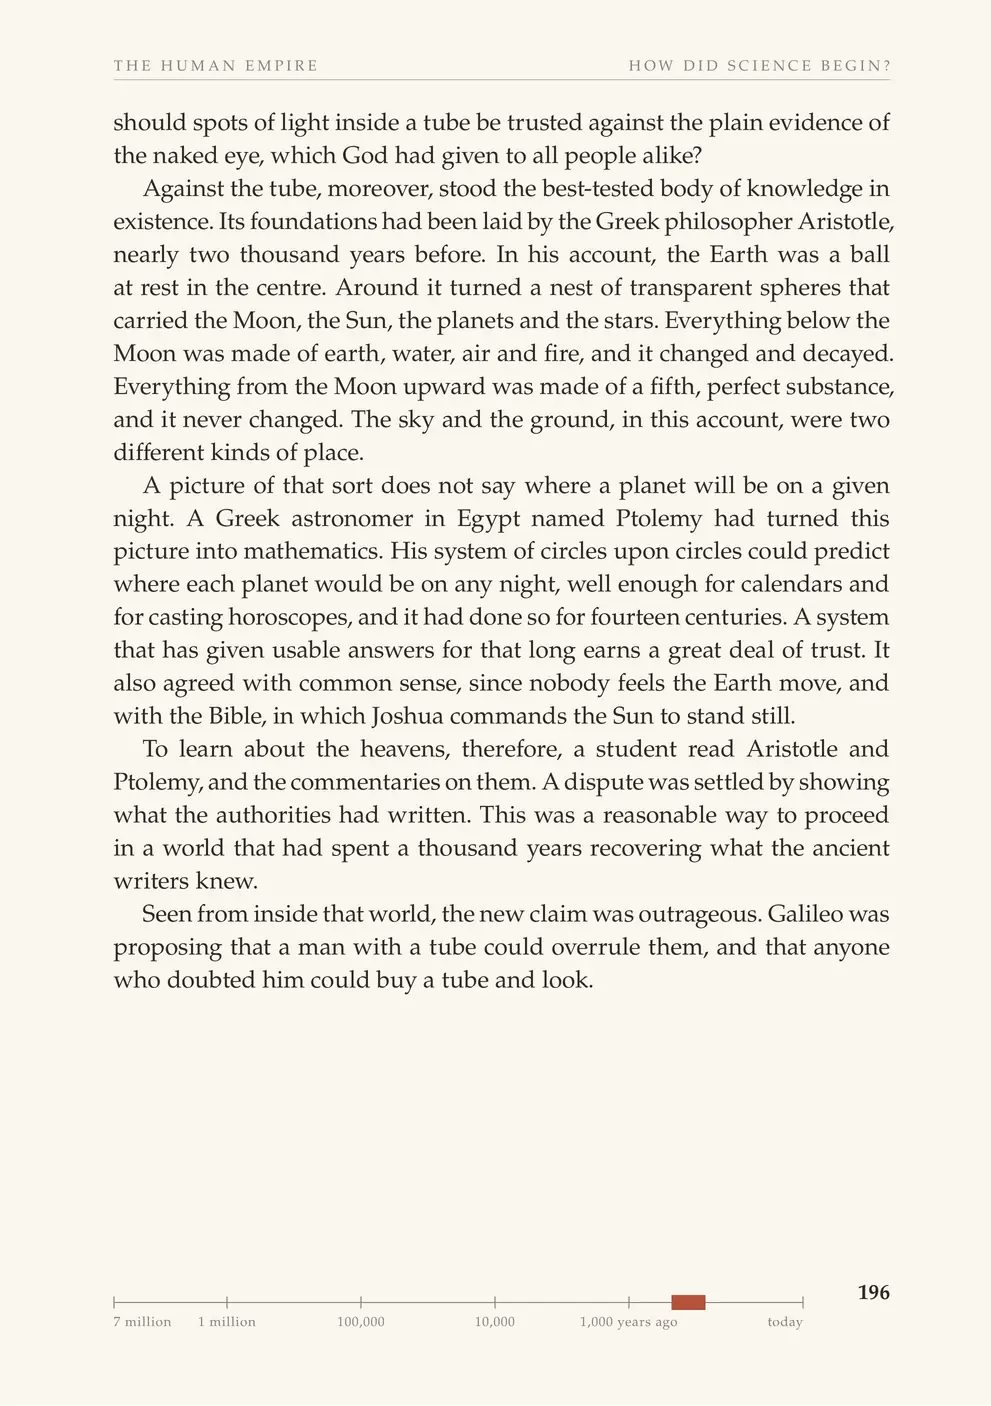 THE HUMAN EMPIRE
HOW DID SCIENCE BEGIN?
should spots of light inside a tube be trusted against the plain evidence of
the naked eye, which God had given to all people alike?
Against the tube, moreover, stood the best-tested body of knowledge in
existence. Its foundations had been laid by the Greek philosopher Aristotle,
nearly two thousand years before. In his account, the Earth was a ball
at rest in the centre. Around it turned a nest of transparent spheres that
carried the Moon, the Sun, the planets and the stars. Everything below the
Moon was made of earth, water, air and fire, and it changed and decayed.
Everything from the Moon upward was made of a fifth, perfect substance,
and it never changed. The sky and the ground, in this account, were two
different kinds of place.
A picture of that sort does not say where a planet will be on a given
night. A Greek astronomer in Egypt named Ptolemy had turned this
picture into mathematics. His system of circles upon circles could predict
where each planet would be on any night, well enough for calendars and
for casting horoscopes, and it had done so for fourteen centuries. A system
that has given usable answers for that long earns a great deal of trust. It
also agreed with common sense, since nobody feels the Earth move, and
with the Bible, in which Joshua commands the Sun to stand still.
To learn about the heavens, therefore, a student read Aristotle and
Ptolemy, and the commentaries on them. A dispute was settled by showing
what the authorities had written. This was a reasonable way to proceed
in a world that had spent a thousand years recovering what the ancient
writers knew.
Seen from inside that world, the new claim was outrageous. Galileo was
proposing that a man with a tube could overrule them, and that anyone
who doubted him could buy a tube and look.
196
7 million 1 million 100,000 10,000 1,000 years ago today